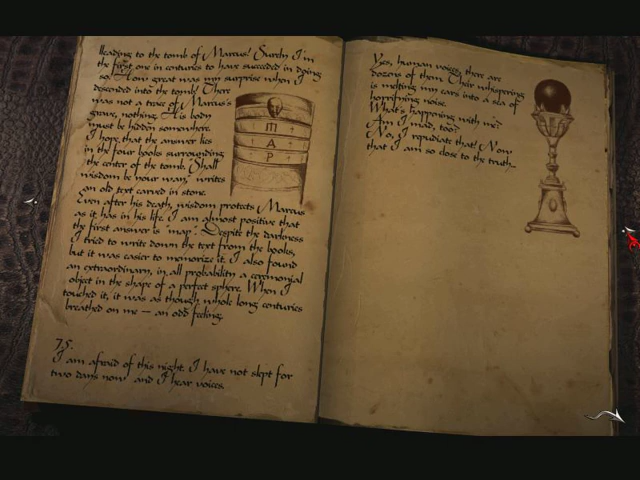 leading to the tomb of Marcus! Surely I'm
the first one in centuries to have succeeded in doing
so! How great was my surprise when I
descended into the tomb! There
was not a trace of Marcus's
grave, nothing. His body
must be hidden somewhere.
I hope, that the answer lies
in the four books surrounding
the center of the tomb. Shall
wisdom be your way," writes
an old text carved in stone.
Even after his death, wisdom protects Marcus
as it has in his life. I am almost positive that
the first answer is "map". Despite the darkness
I tried to write down the text from the books,
but it was easier to memorize it. I also found
an extraordinary, in all probability a ceremonial
object in the shape of a perfect sphere. When I
touched it, it was as though whole long centuries
breathed on me – an odd feeling.
7.5.
I am afraid of this night. I have not slept for
two days now and I hear voices.
M
A
P
Yes, human voices, there are
dozens of them. Their whispering
is melting my ears into a sea of
horrifying noise.
What's happening with me?
Am I mad, too?
No, I repudiate that! Now
that I am so close to the truth...